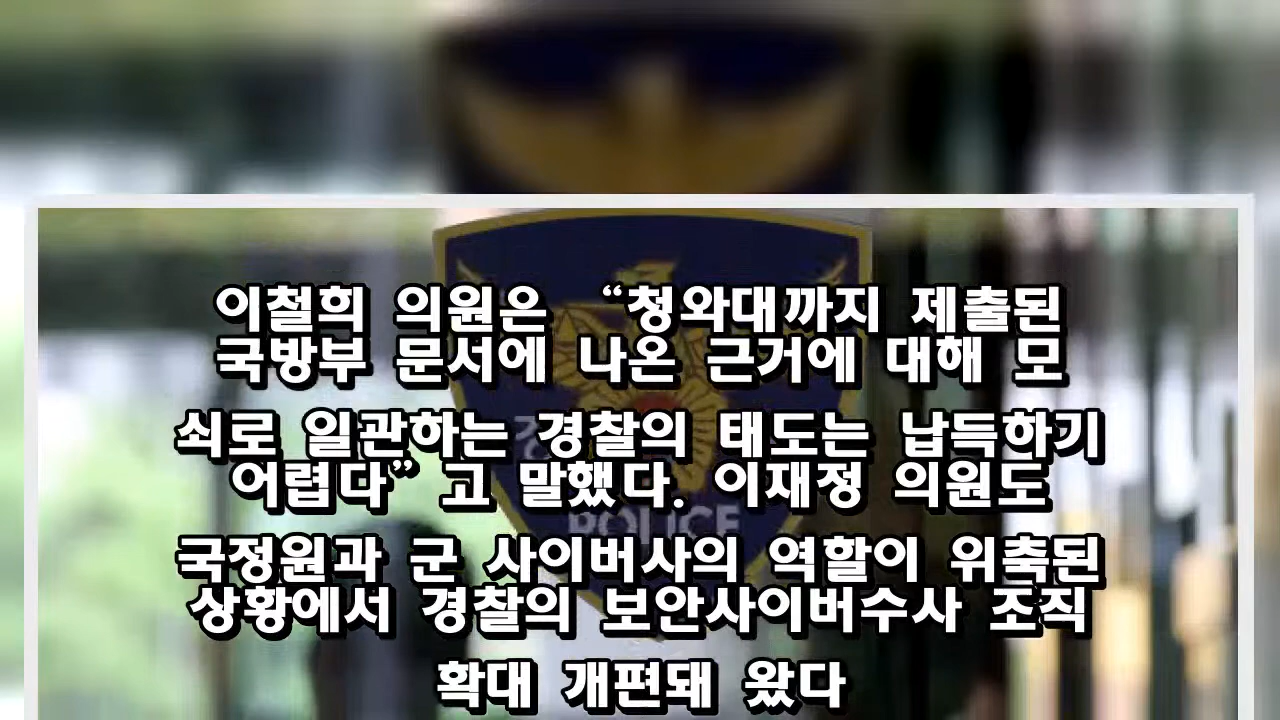 이철희 의원은 “청와대까지 제출된
국방부 문서에 나온 근거에 대해 모
쇠로 일관하는 경찰의 태도는 납득하기
어렵다”고 말했다. 이재정 의원도
국정원과 군 사이버사의 역할이 위축된
상황에서 경찰의 보안사이버수사 조직
확대 개편돼 왔다
POLICE